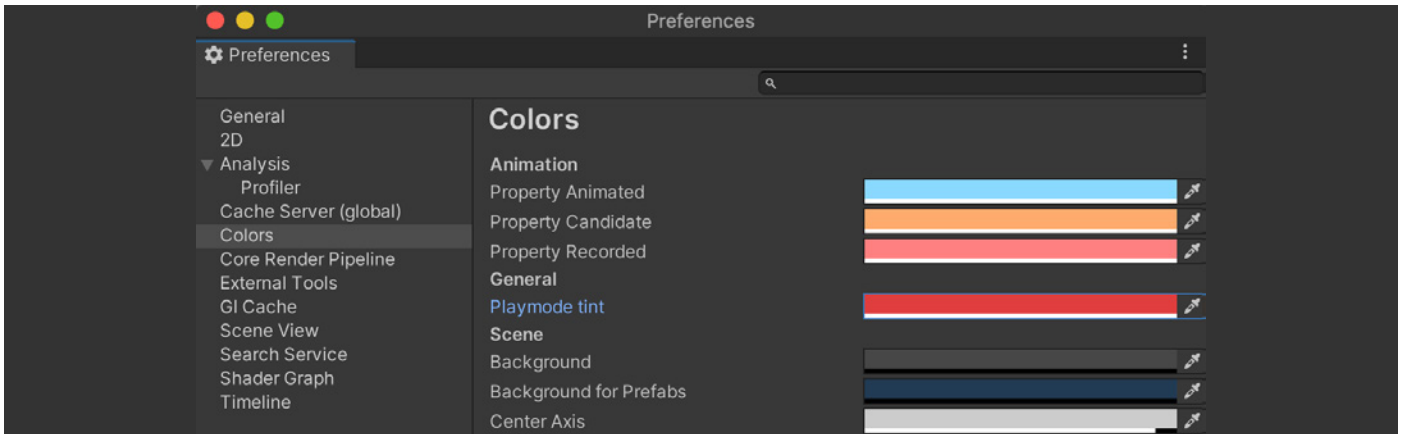 Preferences
Preferences
General
2D
Analysis
Profiler
Cache Server (global)
Colors
Core Render Pipeline
External Tools
GI Cache
Scene View
Search Service
Shader Graph
Timeline
Colors
Animation
Property Animated
Property Candidate
Property Recorded
General
Playmode tint
Scene
Background
Background for Prefabs
Center Axis